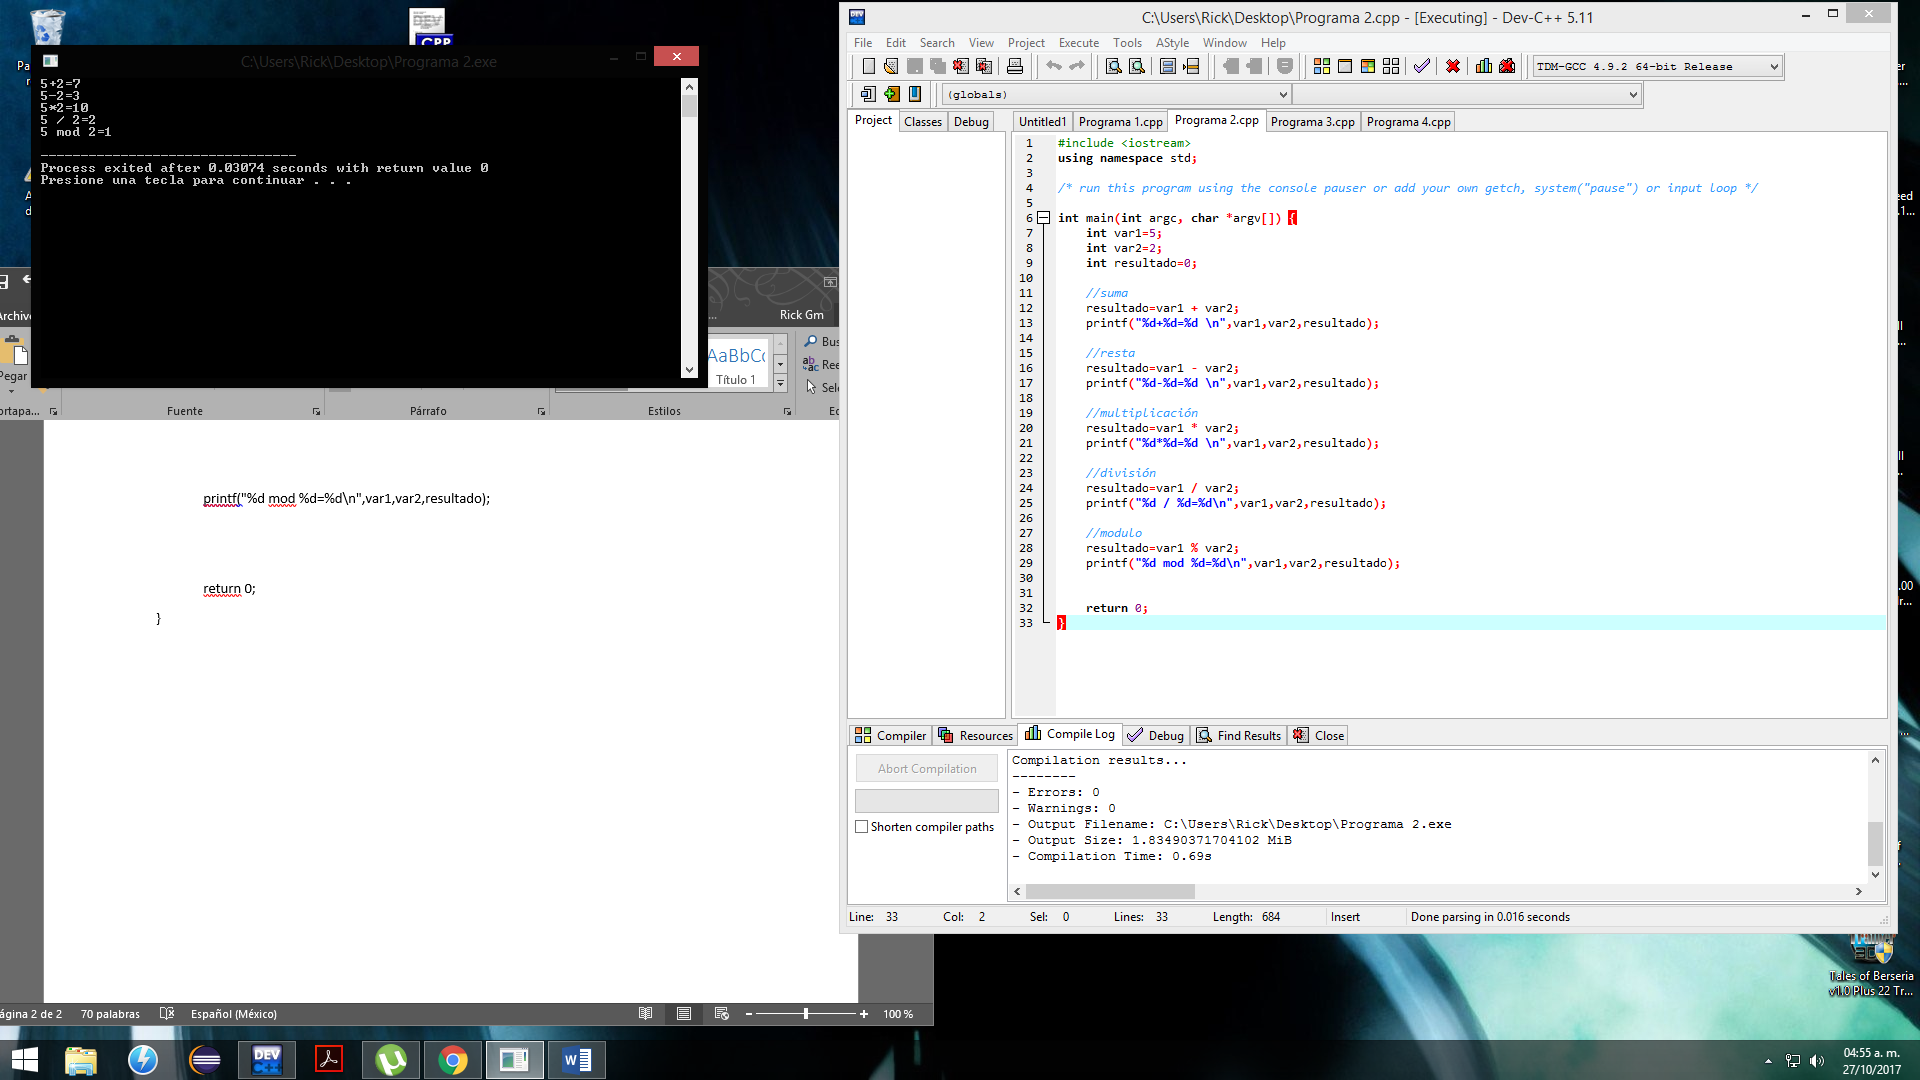 C:\Users\Rick\Desktop\Programa 2.exe
5+2=7
5-2=3
5*2=10
5 / 2=2
5 mod 2=1
--------------------------------
Process exited after 0.03074 seconds with return value 0
Presione una tecla para continuar . . .
Rick Gm
Pegar
AaBbC
Título 1
Fuente
Párrafo
Estilos
printf("%d mod %d=%d\n",var1,var2,resultado);
return 0;
}
70 palabras
Español (México)
100 %
C:\Users\Rick\Desktop\Programa 2.cpp - [Executing] - Dev-C++ 5.11
File Edit Search View Project Execute Tools AStyle Window Help
TDM-GCC 4.9.2 64-bit Release
(globals)
Project Classes Debug
Untitled1 Programa 1.cpp Programa 2.cpp Programa 3.cpp Programa 4.cpp
1 #include <iostream>
2 using namespace std;
3
4 /* run this program using the console pauser or add your own getch, system("pause") or input loop */
5
6 int main(int argc, char *argv[]) {
7 int var1=5;
8 int var2=2;
9 int resultado=0;
10
11 //suma
12 resultado=var1 + var2;
13 printf("%d+%d=%d \n",var1,var2,resultado);
14
15 //resta
16 resultado=var1 - var2;
17 printf("%d-%d=%d \n",var1,var2,resultado);
18
19 //multiplicación
20 resultado=var1 * var2;
21 printf("%d*%d=%d \n",var1,var2,resultado);
22
23 //división
24 resultado=var1 / var2;
25 printf("%d / %d=%d\n",var1,var2,resultado);
26
27 //modulo
28 resultado=var1 % var2;
29 printf("%d mod %d=%d\n",var1,var2,resultado);
30
31
32 return 0;
33 }
Compiler Resources Compile Log Debug Find Results Close
Abort Compilation
Shorten compiler paths
Compilation results...
--------
- Errors: 0
- Warnings: 0
- Output Filename: C:\Users\Rick\Desktop\Programa 2.exe
- Output Size: 1.83490371704102 MiB
- Compilation Time: 0.69s
Line: 33 Col: 2 Sel: 0 Lines: 33 Length: 684 Insert Done parsing in 0.016 seconds
Tales of Berseria
v1.0 Plus 22 Tr...
04:55 a. m.
27/10/2017